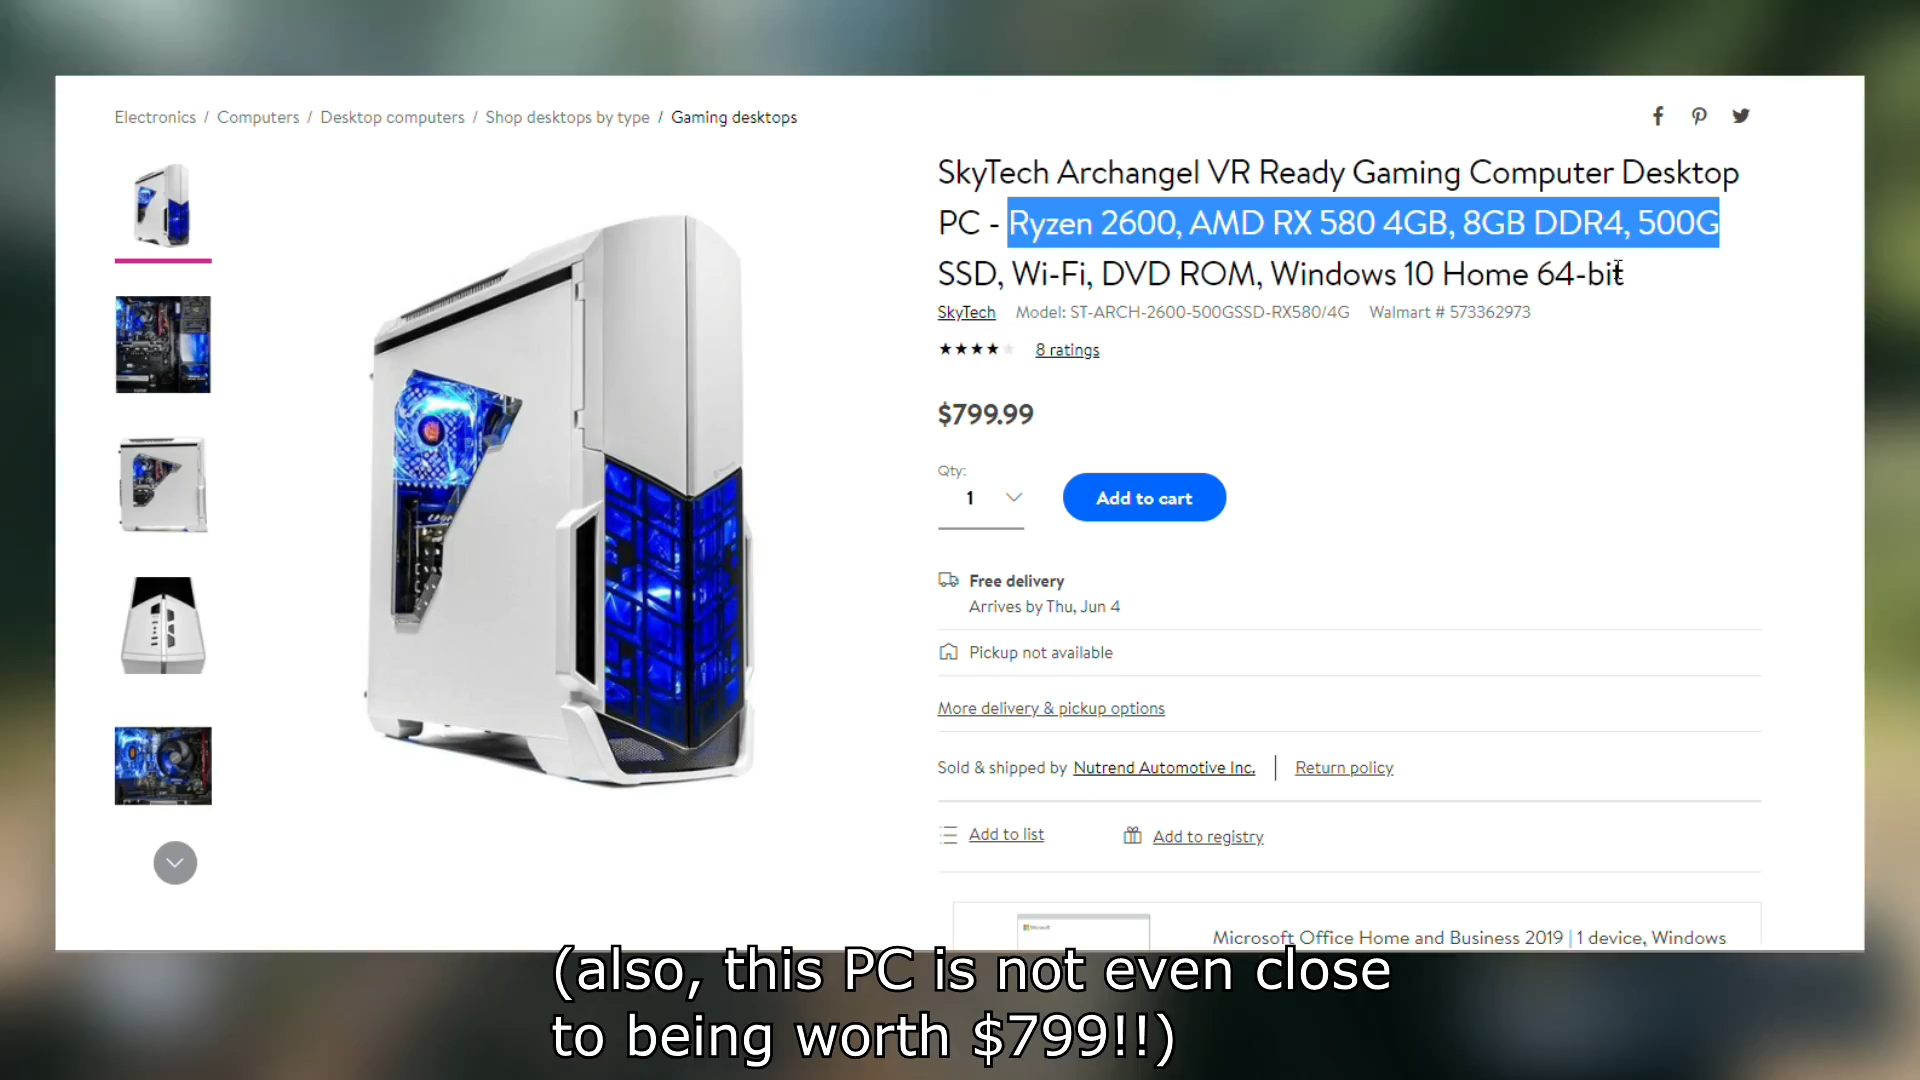 Electronics / Computers / Desktop computers / Shop desktops by type / Gaming desktops
SkyTech Archangel VR Ready Gaming Computer Desktop
PC - Ryzen 2600, AMD RX 580 4GB, 8GB DDR4, 500G
SSD, Wi-Fi, DVD ROM, Windows 10 Home 64-bit
SkyTech Model: ST-ARCH-2600-500GSSD-RX580/4G Walmart # 573362973
8 ratings
$799.99
Qty:
1
Add to cart
Free delivery
Arrives by Thu, Jun 4
Pickup not available
More delivery & pickup options
Sold & shipped by Nutrend Automotive Inc. | Return policy
Add to list
Add to registry
Microsoft
Microsoft Office Home and Business 2019 | 1 device, Windows
(also, this PC is not even close
to being worth $799!!)